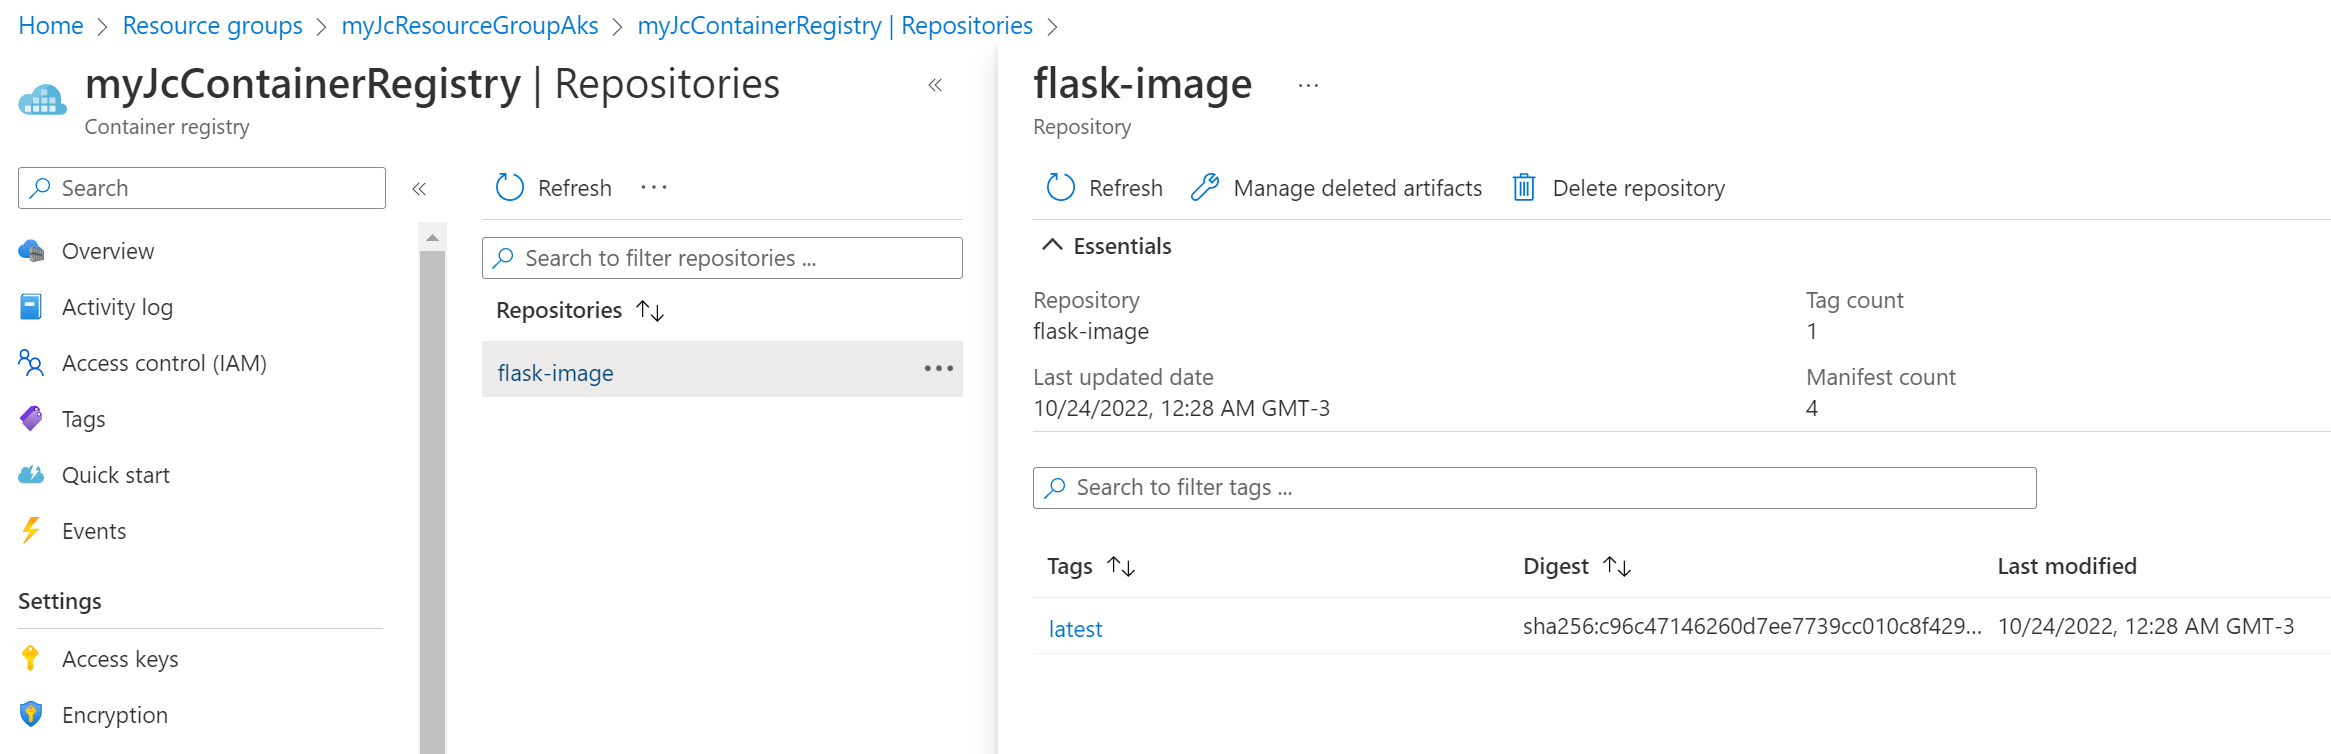 Home > Resource groups > myJcResourceGroupAks > myJcContainerRegistry | Repositories >
myJcContainerRegistry | Repositories
Container registry
Search
Overview
Activity log
Access control (IAM)
Tags
Quick start
Events
Settings
Access keys
Encryption
Refresh
Search to filter repositories ...
Repositories
flask-image
flask-image
Repository
Refresh
Manage deleted artifacts
Delete repository
Essentials
Repository
flask-image
Last updated date
10/24/2022, 12:28 AM GMT-3
Tag count
1
Manifest count
4
Search to filter tags ...
Tags Digest Last modified
latest sha256:c96c47146260d7ee7739cc010c8f429... 10/24/2022, 12:28 AM GMT-3